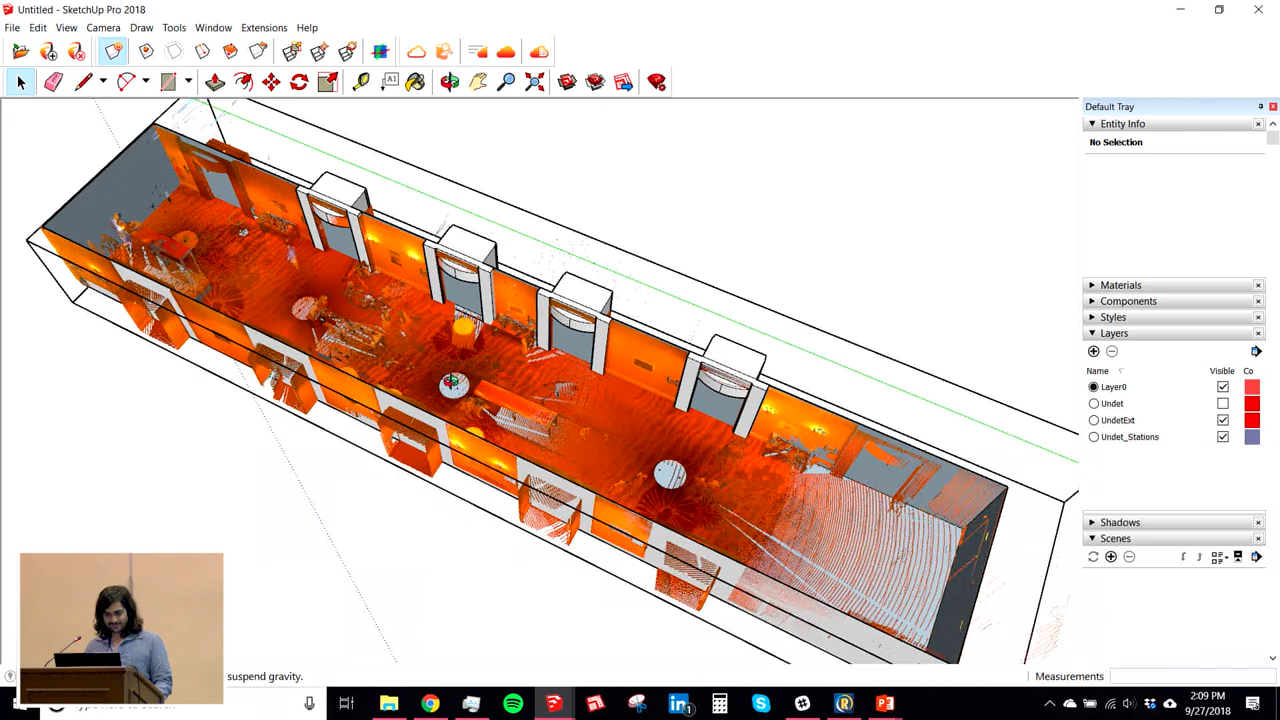 Untitled - SketchUp Pro 2018
File Edit View Camera Draw Tools Window Extensions Help
A1
Default Tray
Entity Info
No Selection
Materials
Components
Styles
Layers
Name Visible Co
Layer0
Undet
UndetExt
Undet_Stations
Shadows
Scenes
suspend gravity.
Measurements
2:09 PM
9/27/2018